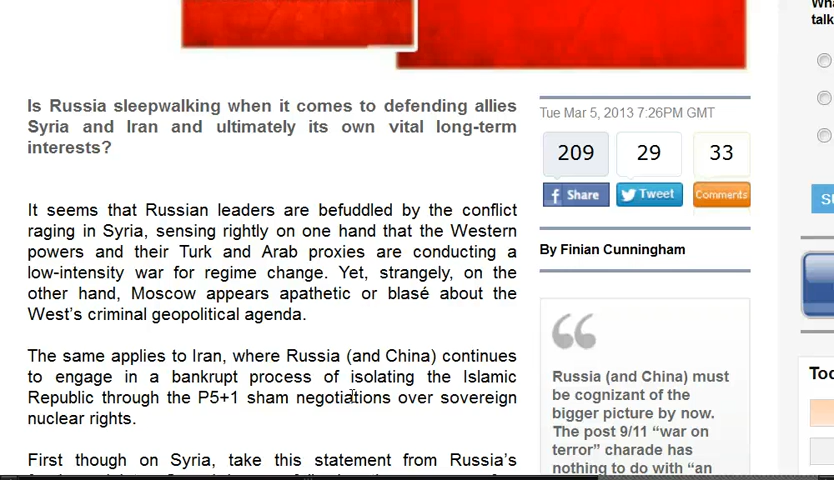 Is Russia sleepwalking when it comes to defending allies
Syria and Iran and ultimately its own vital long-term
interests?
It seems that Russian leaders are befuddled by the conflict
raging in Syria, sensing rightly on one hand that the Western
powers and their Turk and Arab proxies are conducting a
low-intensity war for regime change. Yet, strangely, on the
other hand, Moscow appears apathetic or blasé about the
West’s criminal geopolitical agenda.
The same applies to Iran, where Russia (and China) continues
to engage in a bankrupt process of isolating the Islamic
Republic through the P5+1 sham negotiations over sovereign
nuclear rights.
First though on Syria, take this statement from Russia’s
Tue Mar 5, 2013 7:26PM GMT
209 29 33
Share Tweet Comments
By Finian Cunningham
Russia (and China) must
be cognizant of the
bigger picture by now.
The post 9/11 “war on
terror” charade has
nothing to do with “an
talk